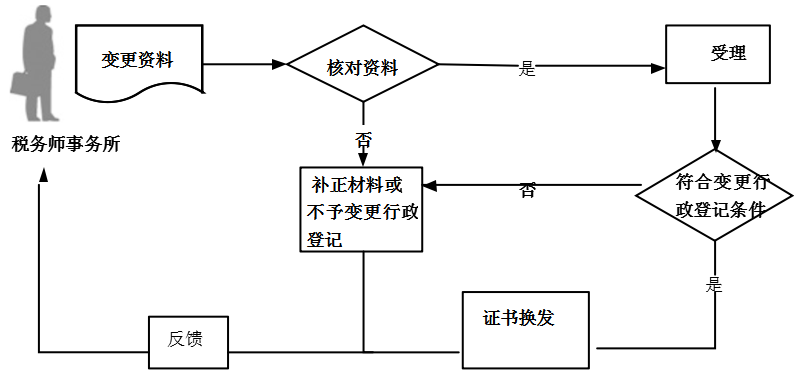 变更资料
核对资料
是
受理
税务师事务所
否
补正材料或
不予变更行政
登记
否
符合变更行
政登记条件
是
证书换发
反馈